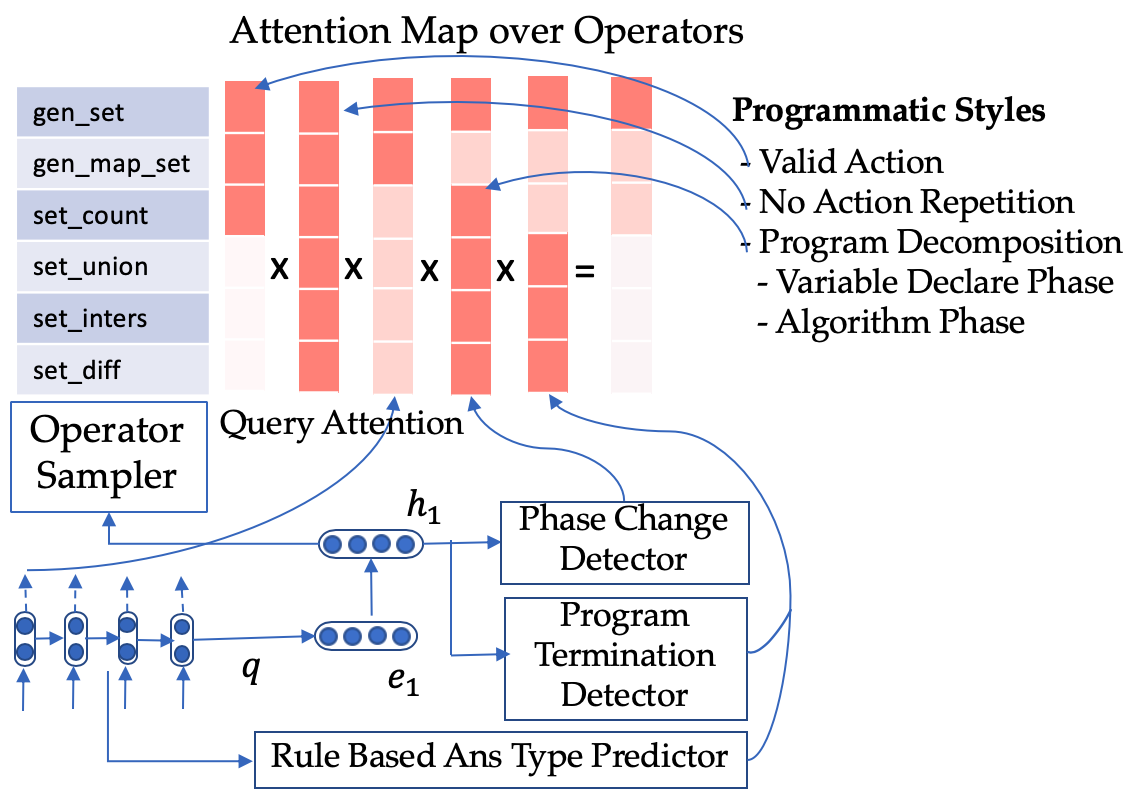 Attention Map over Operators
gen_set
gen_map_set
set_count
set_union
set_inters
set_diff
x x x x =
Programmatic Styles
- Valid Action
- No Action Repetition
- Program Decomposition
- Variable Declare Phase
- Algorithm Phase
Operator
Sampler
Query Attention
h₁
Phase Change
Detector
Program
Termination
Detector
q
e₁
Rule Based Ans Type Predictor